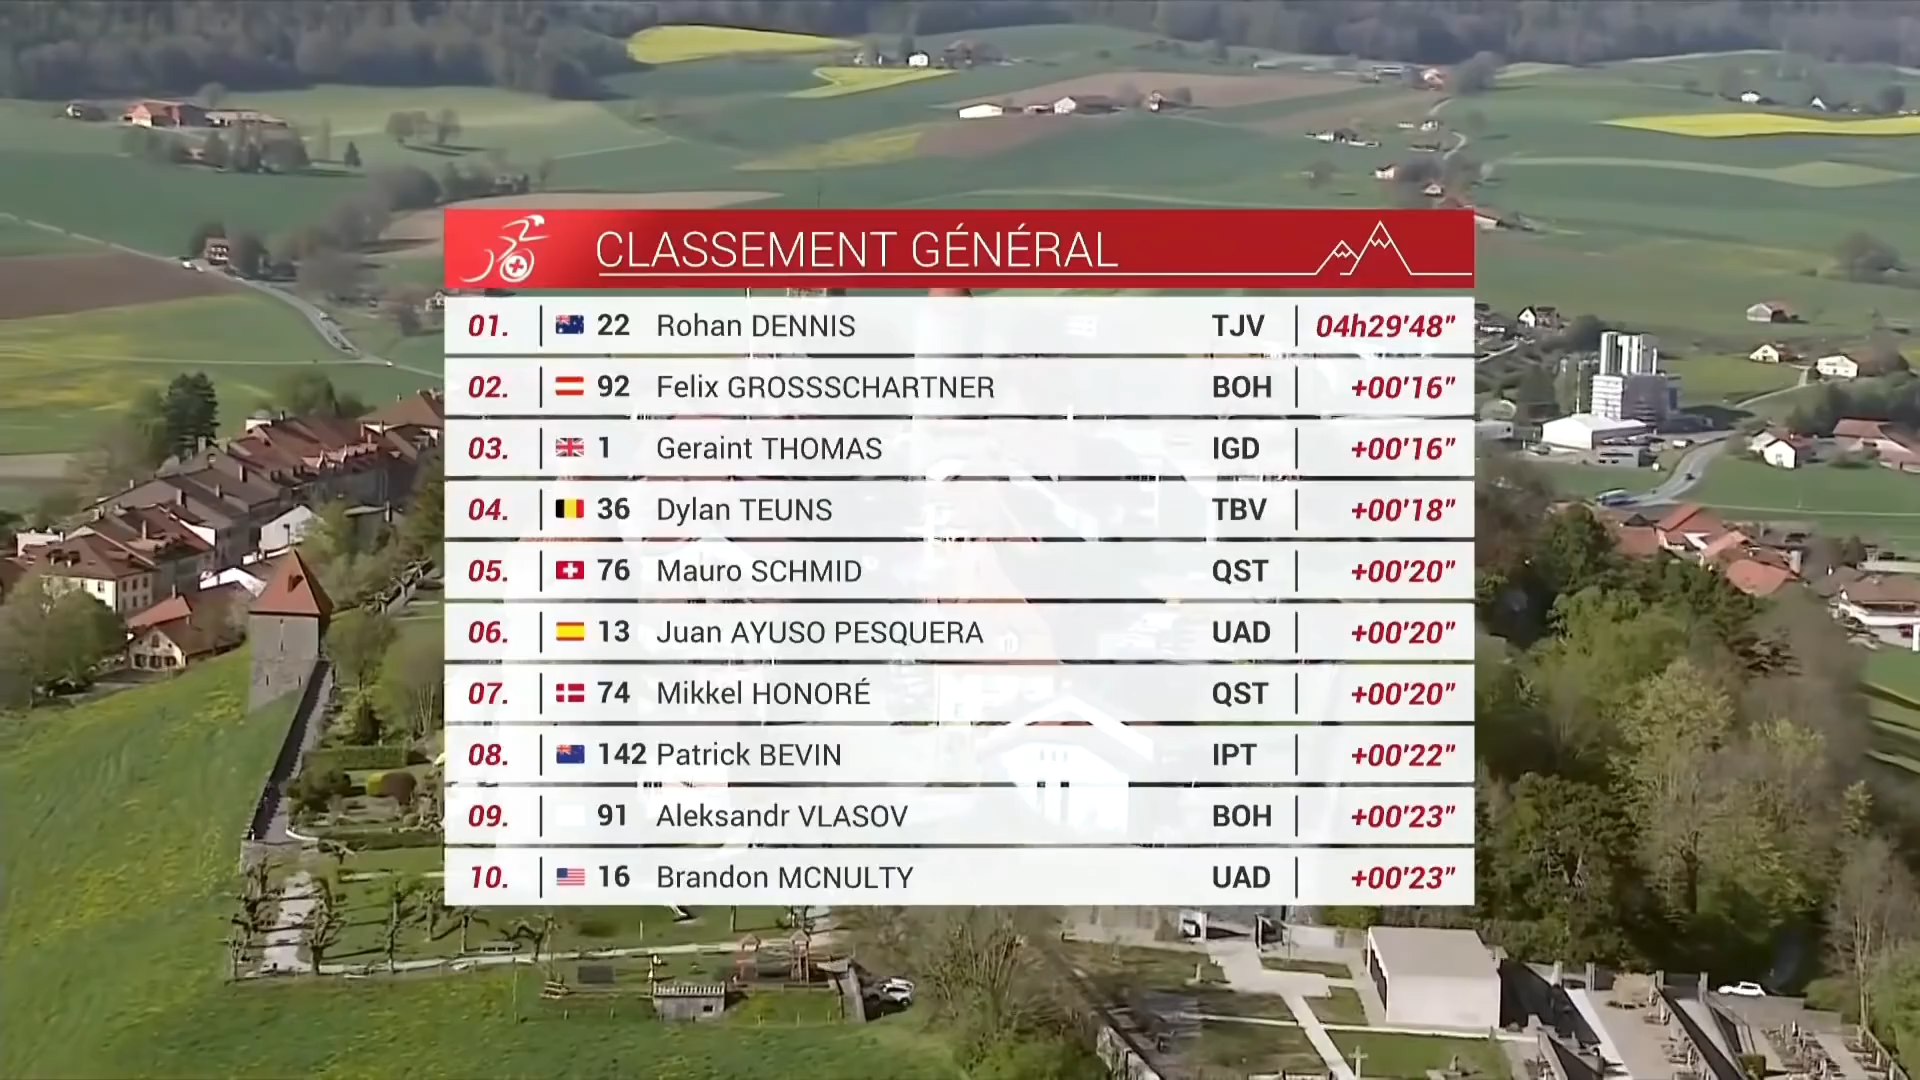 CLASSEMENT GÉNÉRAL
01. 22 Rohan DENNIS TJV 04h29'48"
02. 92 Felix GROSSSCHARTNER BOH +00'16"
03. 1 Geraint THOMAS IGD +00'16"
04. 36 Dylan TEUNS TBV +00'18"
05. 76 Mauro SCHMID QST +00'20"
06. 13 Juan AYUSO PESQUERA UAD +00'20"
07. 74 Mikkel HONORÉ QST +00'20"
08. 142 Patrick BEVIN IPT +00'22"
09. 91 Aleksandr VLASOV BOH +00'23"
10. 16 Brandon MCNULTY UAD +00'23"